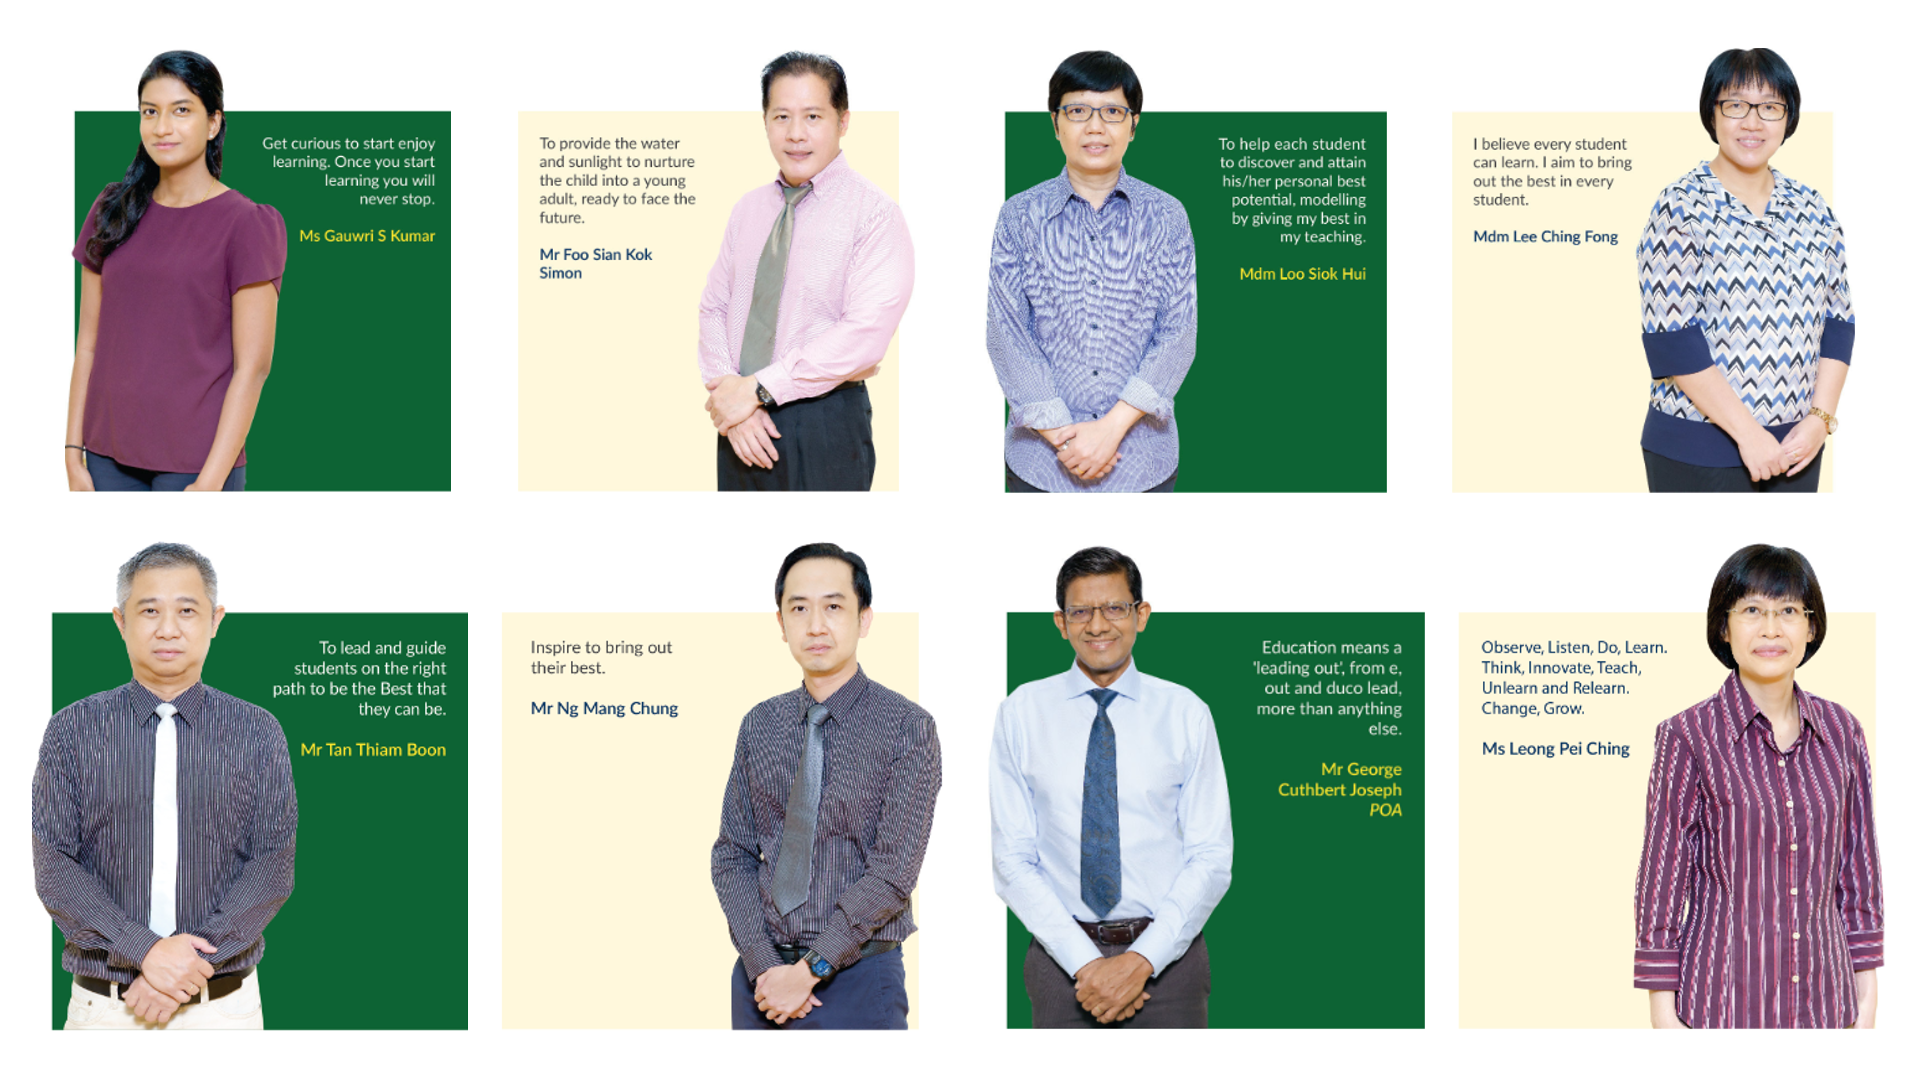 Get curious to start enjoy
learning. Once you start
learning you will
never stop.
Ms Gauwri S Kumar
To provide the water
and sunlight to nurture
the child into a young
adult, ready to face the
future.
Mr Foo Sian Kok
Simon
To help each student
to discover and attain
his/her personal best
potential, modelling
by giving my best in
my teaching.
Mdm Loo Siok Hui
I believe every student
can learn. I aim to bring
out the best in every
student.
Mdm Lee Ching Fong
To lead and guide
students on the right
path to be the Best that
they can be.
Mr Tan Thiam Boon
Inspire to bring out
their best.
Mr Ng Mang Chung
Education means a
'leading out', from e,
out and duco lead,
more than anything
else.
Mr George
Cuthbert Joseph
POA
Observe, Listen, Do, Learn.
Think, Innovate, Teach,
Unlearn and Relearn.
Change, Grow.
Ms Leong Pei Ching